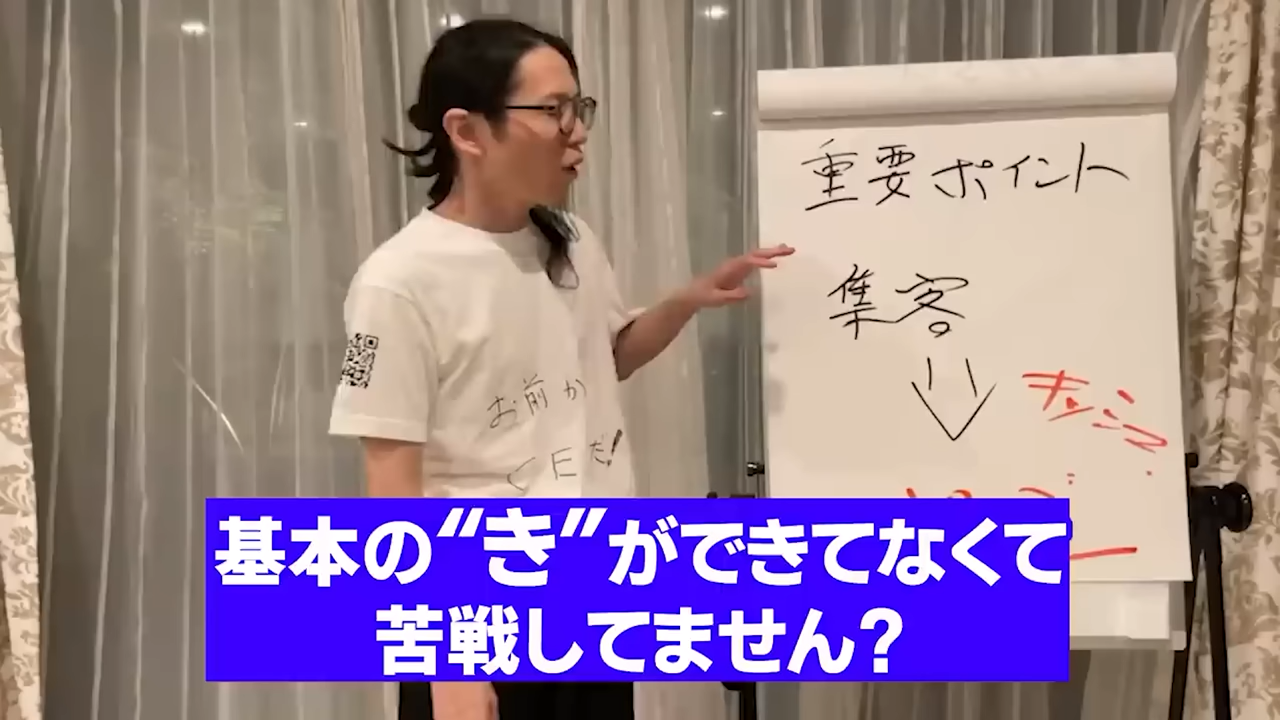 重要ポイント
集客
お前が
CEだ!
基本の“き”ができてなくて
苦戦してません?